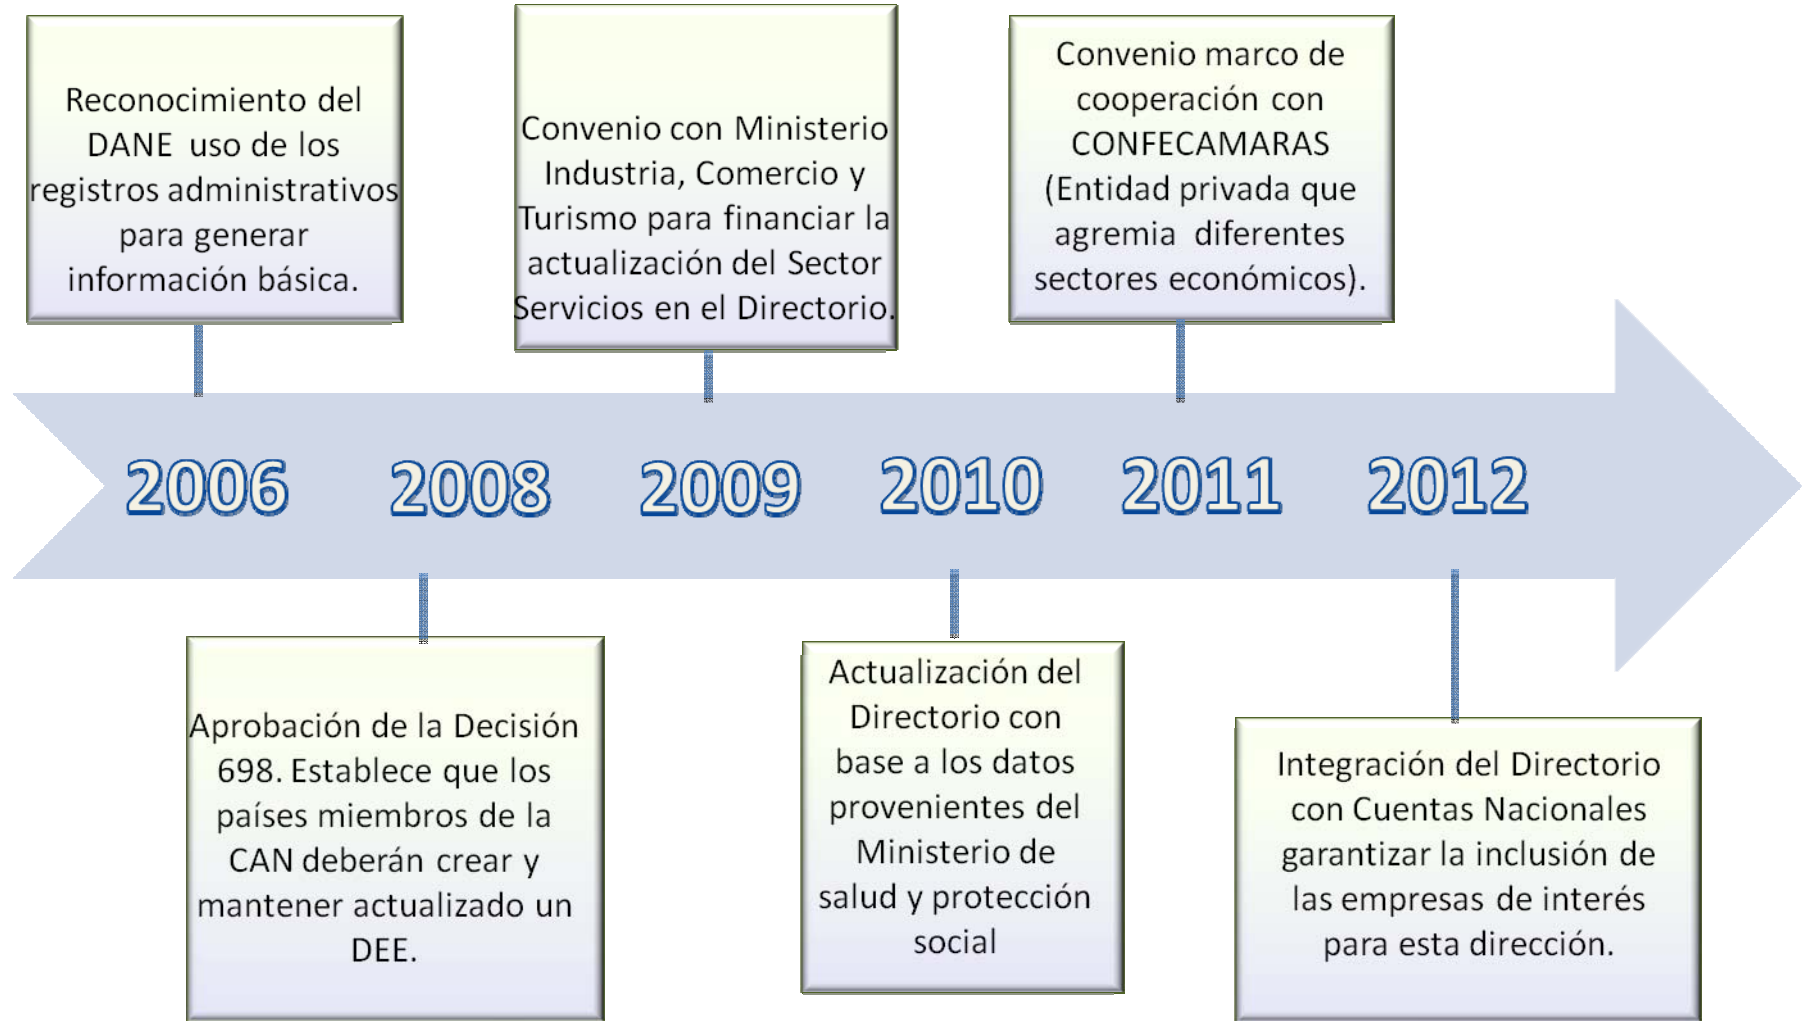 Reconocimiento del
DANE uso de los
registros administrativos
para generar
información básica.
Convenio con Ministerio
Industria, Comercio y
Turismo para financiar la
actualización del Sector
Servicios en el Directorio.
Convenio marco de
cooperación con
CONFECAMARAS
(Entidad privada que
agremia diferentes
sectores económicos).
2006
2008
2009
2010
2011
2012
Aprobación de la Decisión
698. Establece que los
países miembros de la
CAN deberán crear y
mantener actualizado un
DEE.
Actualización del
Directorio con
base a los datos
provenientes del
Ministerio de
salud y protección
social
Integración del Directorio
con Cuentas Nacionales
garantizar la inclusión de
las empresas de interés
para esta dirección.